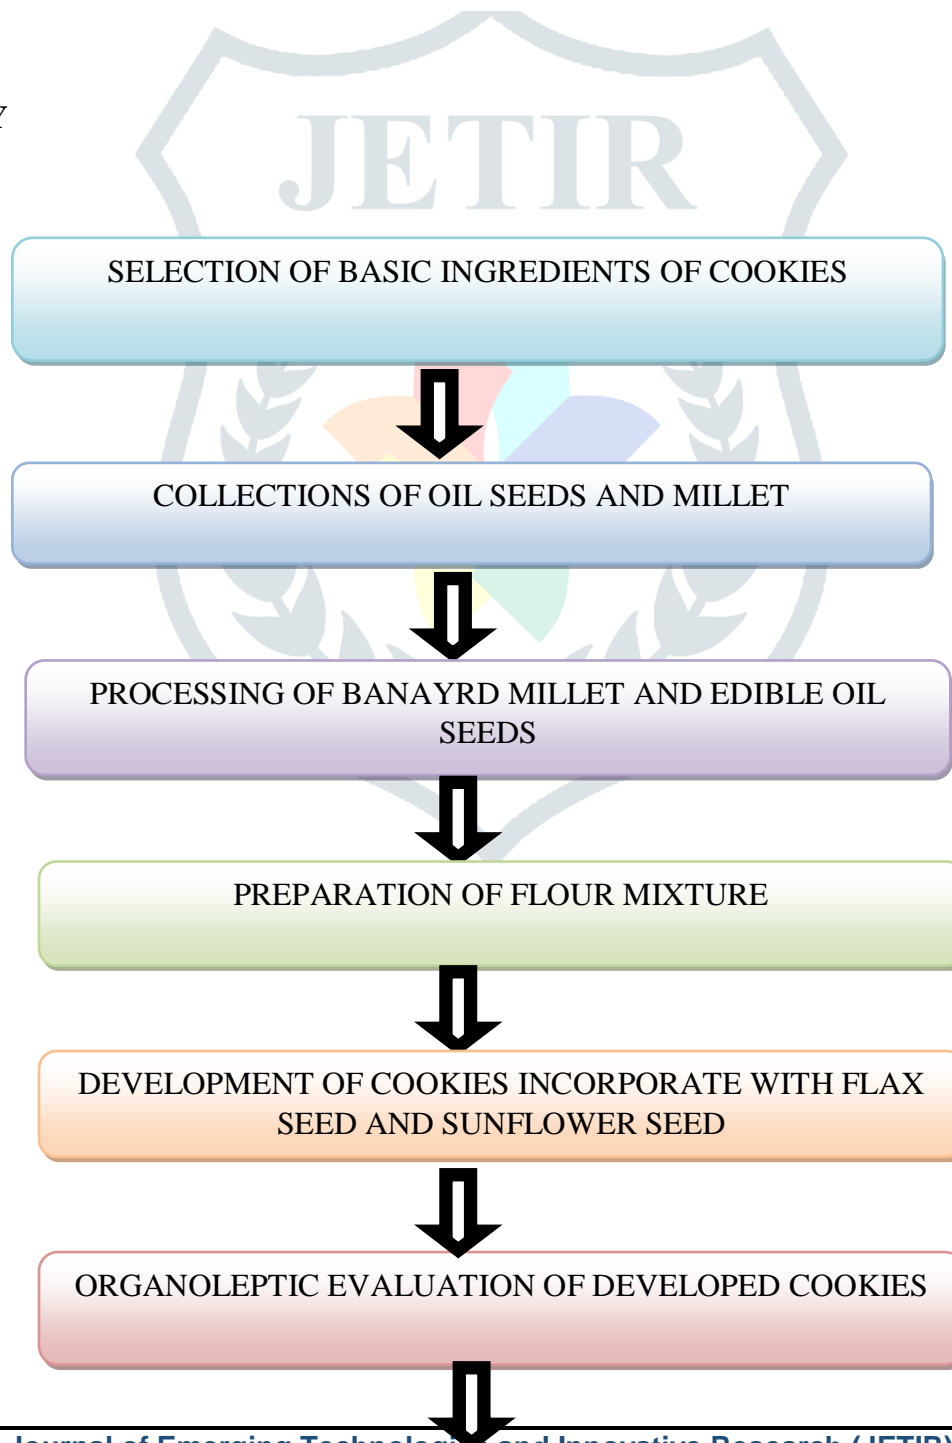 Y
JETIR
SELECTION OF BASIC INGREDIENTS OF COOKIES
COLLECTIONS OF OIL SEEDS AND MILLET
PROCESSING OF BANAYRD MILLET AND EDIBLE OIL
SEEDS
PREPARATION OF FLOUR MIXTURE
DEVELOPMENT OF COOKIES INCORPORATE WITH FLAX
SEED AND SUNFLOWER SEED
ORGANOLEPTIC EVALUATION OF DEVELOPED COOKIES
Journal of Emerging Technologies and Innovative Research (JETIR)